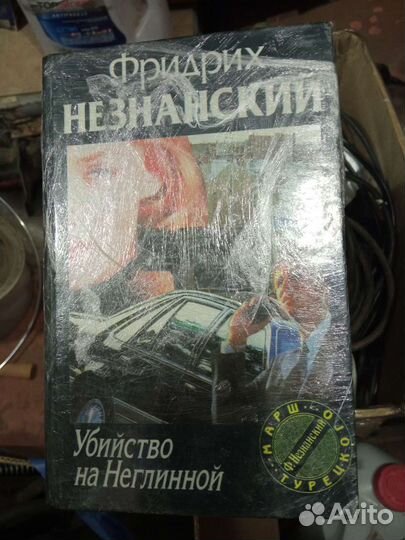 Фридрих
НЕЗНАНСКИЙ
Убийство
на Неглинной
МАРШ
ТУРЕЦКОГО
Ф.Незнанский
Avito